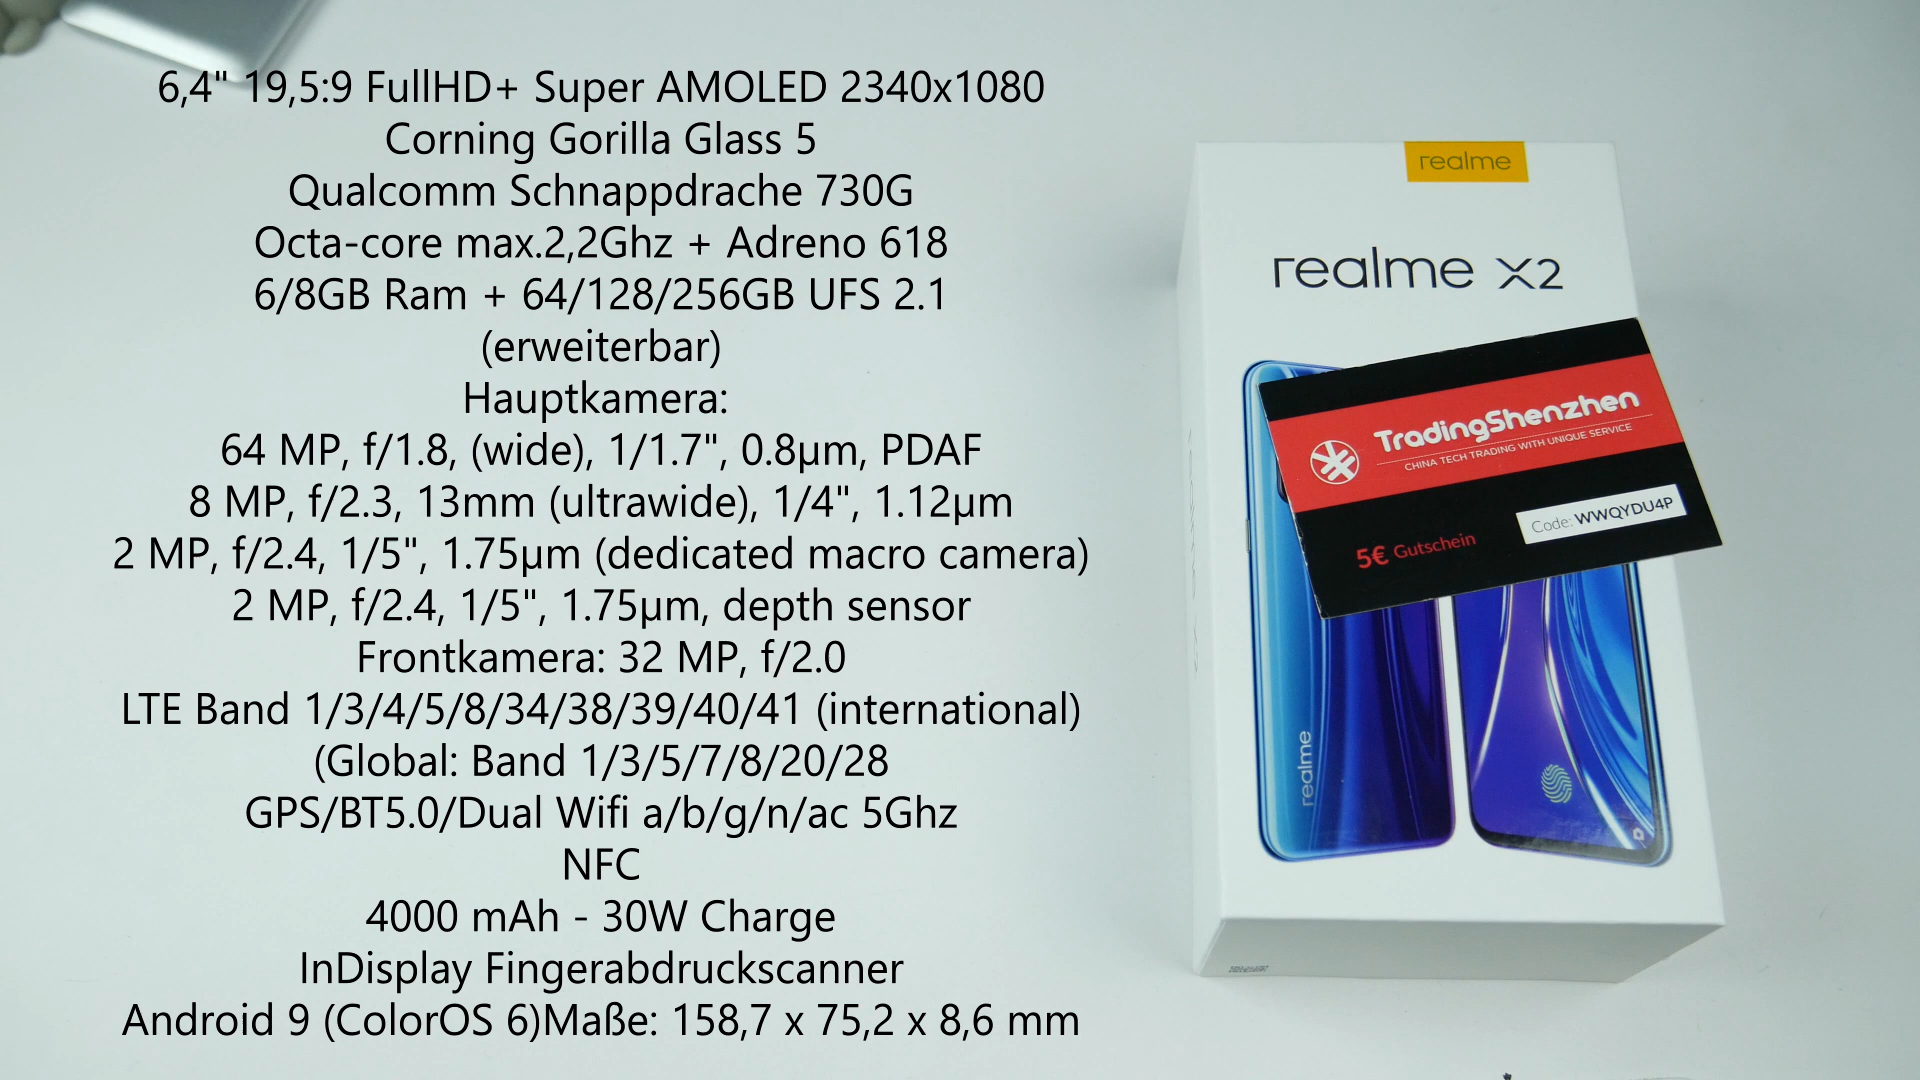 6,4" 19,5:9 FullHD+ Super AMOLED 2340x1080
Corning Gorilla Glass 5
Qualcomm Schnappdrache 730G
Octa-core max.2,2Ghz + Adreno 618
6/8GB Ram + 64/128/256GB UFS 2.1
(erweiterbar)
Hauptkamera:
64 MP, f/1.8, (wide), 1/1.7", 0.8µm, PDAF
8 MP, f/2.3, 13mm (ultrawide), 1/4", 1.12µm
2 MP, f/2.4, 1/5", 1.75µm (dedicated macro camera)
2 MP, f/2.4, 1/5", 1.75µm, depth sensor
Frontkamera: 32 MP, f/2.0
LTE Band 1/3/4/5/8/34/38/39/40/41 (international)
(Global: Band 1/3/5/7/8/20/28
GPS/BT5.0/Dual Wifi a/b/g/n/ac 5Ghz
NFC
4000 mAh - 30W Charge
InDisplay Fingerabdruckscanner
Android 9 (ColorOS 6)Maße: 158,7 x 75,2 x 8,6 mm
realme
realme X2
TradingShenzhen
CHINA TECH TRADING WITH UNIQUE SERVICE
5€ Gutschein
Code: WWQYDU4P
realme